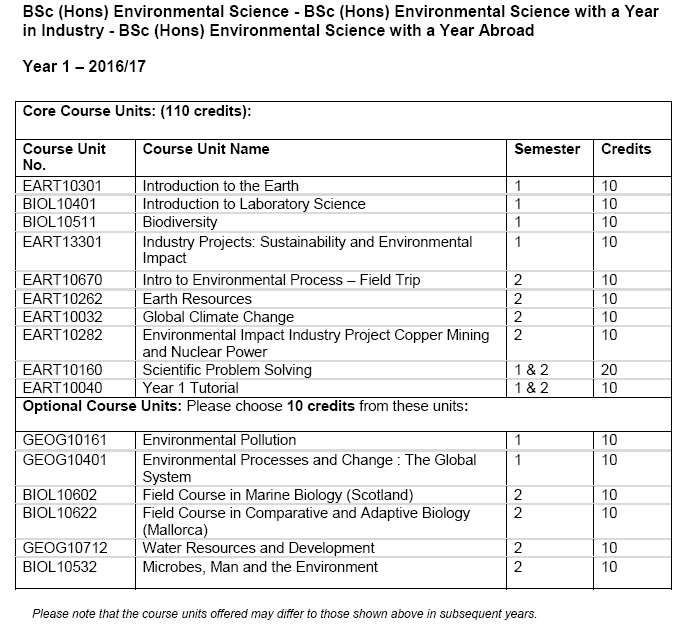 BSc (Hons) Environmental Science - BSc (Hons) Environmental Science with a Year
in Industry - BSc (Hons) Environmental Science with a Year Abroad
Year 1 – 2016/17
Core Course Units: (110 credits):
Course Unit No. Course Unit Name Semester Credits
EART10301 Introduction to the Earth 1 10
BIOL10401 Introduction to Laboratory Science 1 10
BIOL10511 Biodiversity 1 10
EART13301 Industry Projects: Sustainability and Environmental 1 10
Impact
EART10670 Intro to Environmental Process – Field Trip 2 10
EART10262 Earth Resources 2 10
EART10032 Global Climate Change 2 10
EART10282 Environmental Impact Industry Project Copper Mining 2 10
and Nuclear Power
EART10160 Scientific Problem Solving 1 & 2 20
EART10040 Year 1 Tutorial 1 & 2 10
Optional Course Units: Please choose 10 credits from these units:
GEOG10161 Environmental Pollution 1 10
GEOG10401 Environmental Processes and Change : The Global 1 10
System
BIOL10602 Field Course in Marine Biology (Scotland) 2 10
BIOL10622 Field Course in Comparative and Adaptive Biology 2 10
(Mallorca)
GEOG10712 Water Resources and Development 2 10
BIOL10532 Microbes, Man and the Environment 2 10
Please note that the course units offered may differ to those shown above in subsequent years.